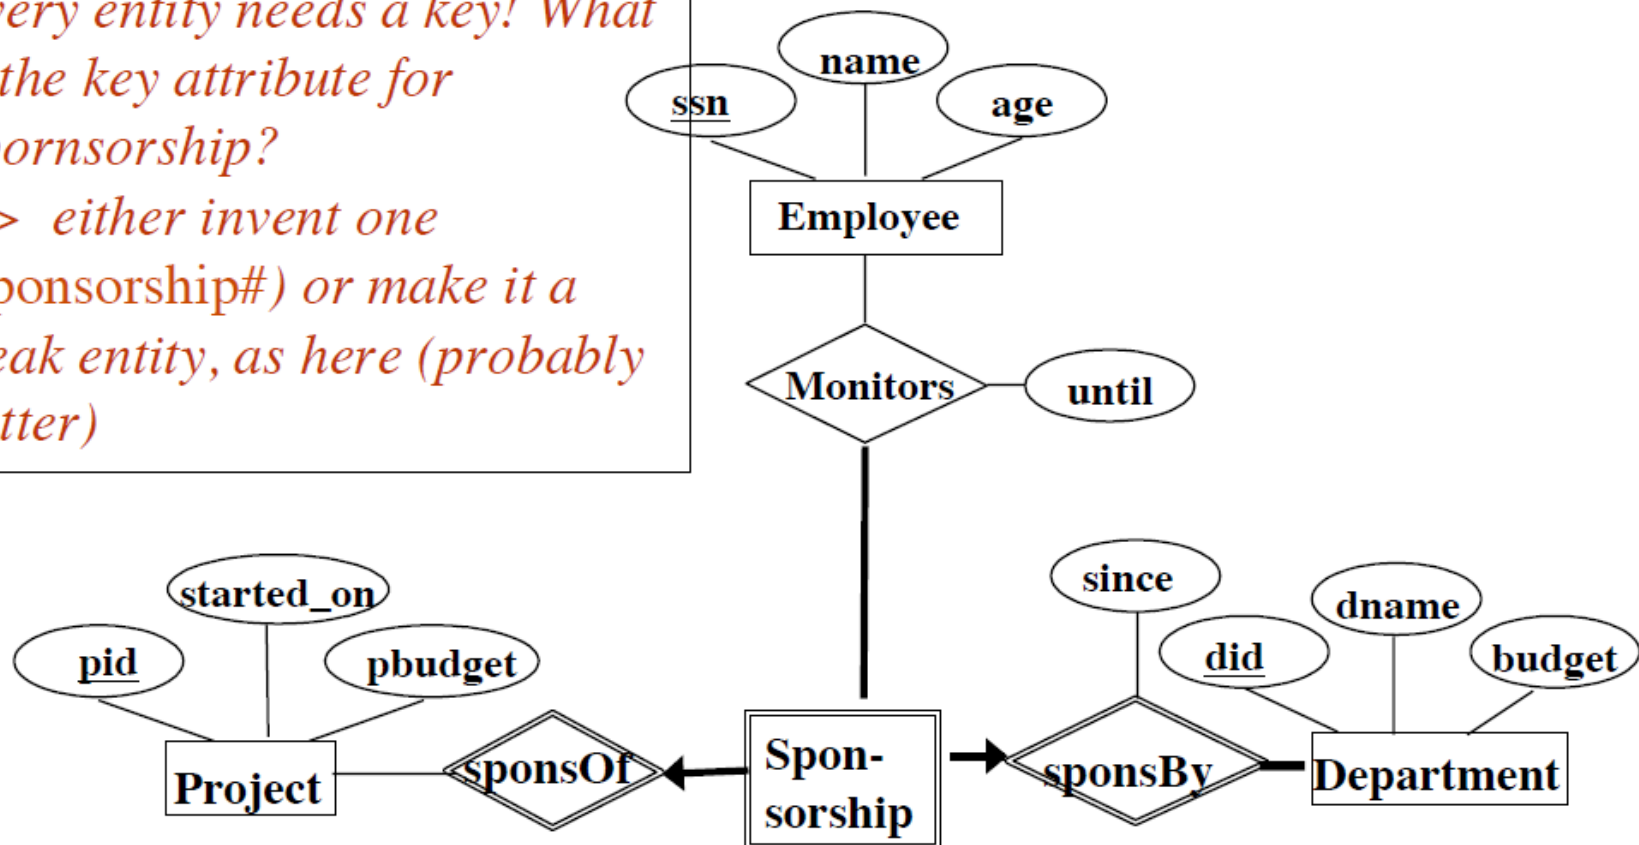 very entity needs a key! What
the key attribute for
ornsorship?
> either invent one
ponsorship#) or make it a
eak entity, as here (probably
tter)
name
ssn
age
Employee
Monitors
until
since
started_on
dname
did
pid
pbudget
budget
sponsOf
Spon-
sorship
sponsBy
Project
Department